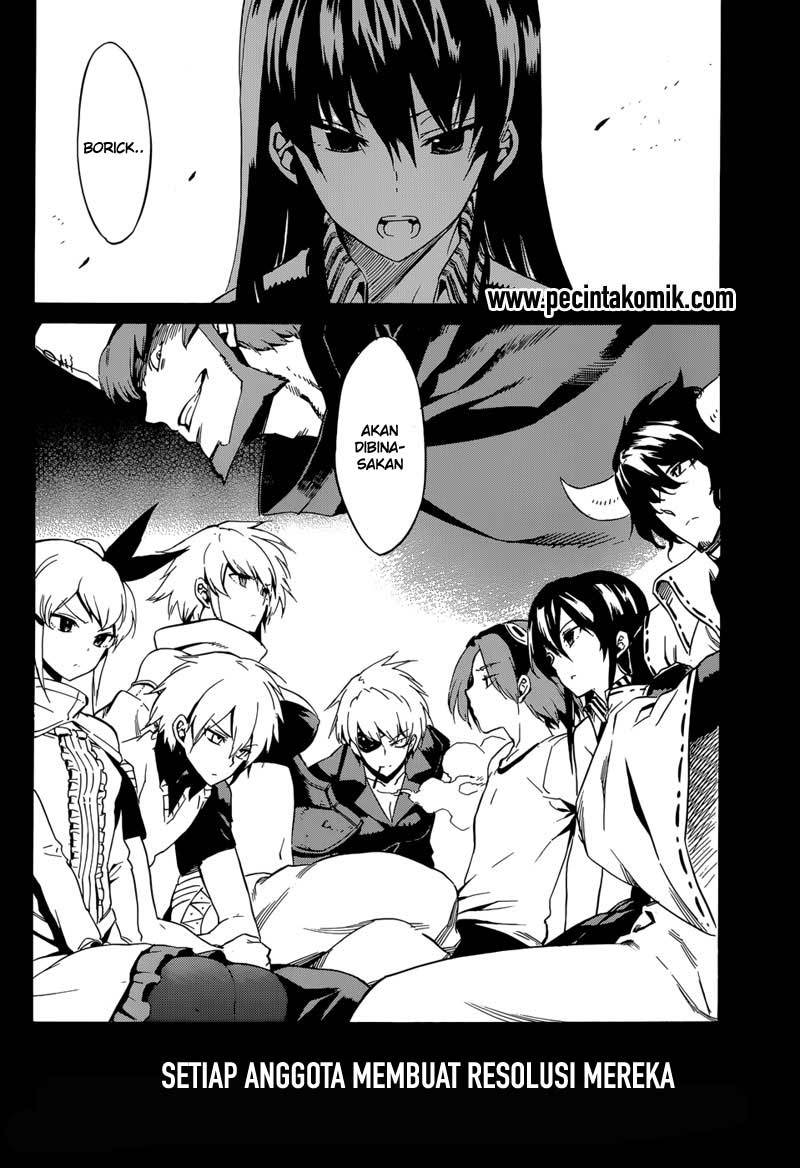 BORICK..
www.pecintakomik.com
AKAN
DIBINA-
SAKAN
SETIAP ANGGOTA MEMBUAT RESOLUSI MEREKA